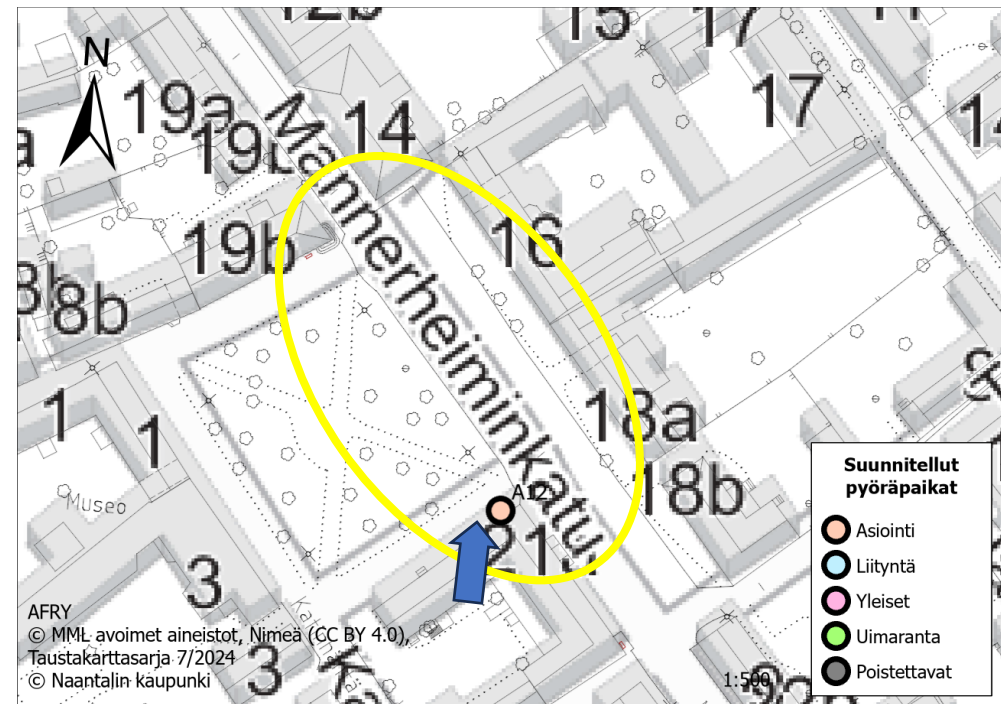 12b
15
17
N
19a
19b
14
17
Mannerheiminkatu
19b
16
8b
1
1
18a
18b
Museo
A12
21a
3
3
Suunnitellut
pyöräpaikat
Asiointi
Liityntä
Yleiset
Uimaranta
Poistettavat
AFRY
© MML avoimet aineistot, Nimeä (CC BY 4.0),
Taustakarttasarja 7/2024
© Naantalin kaupunki
1:500